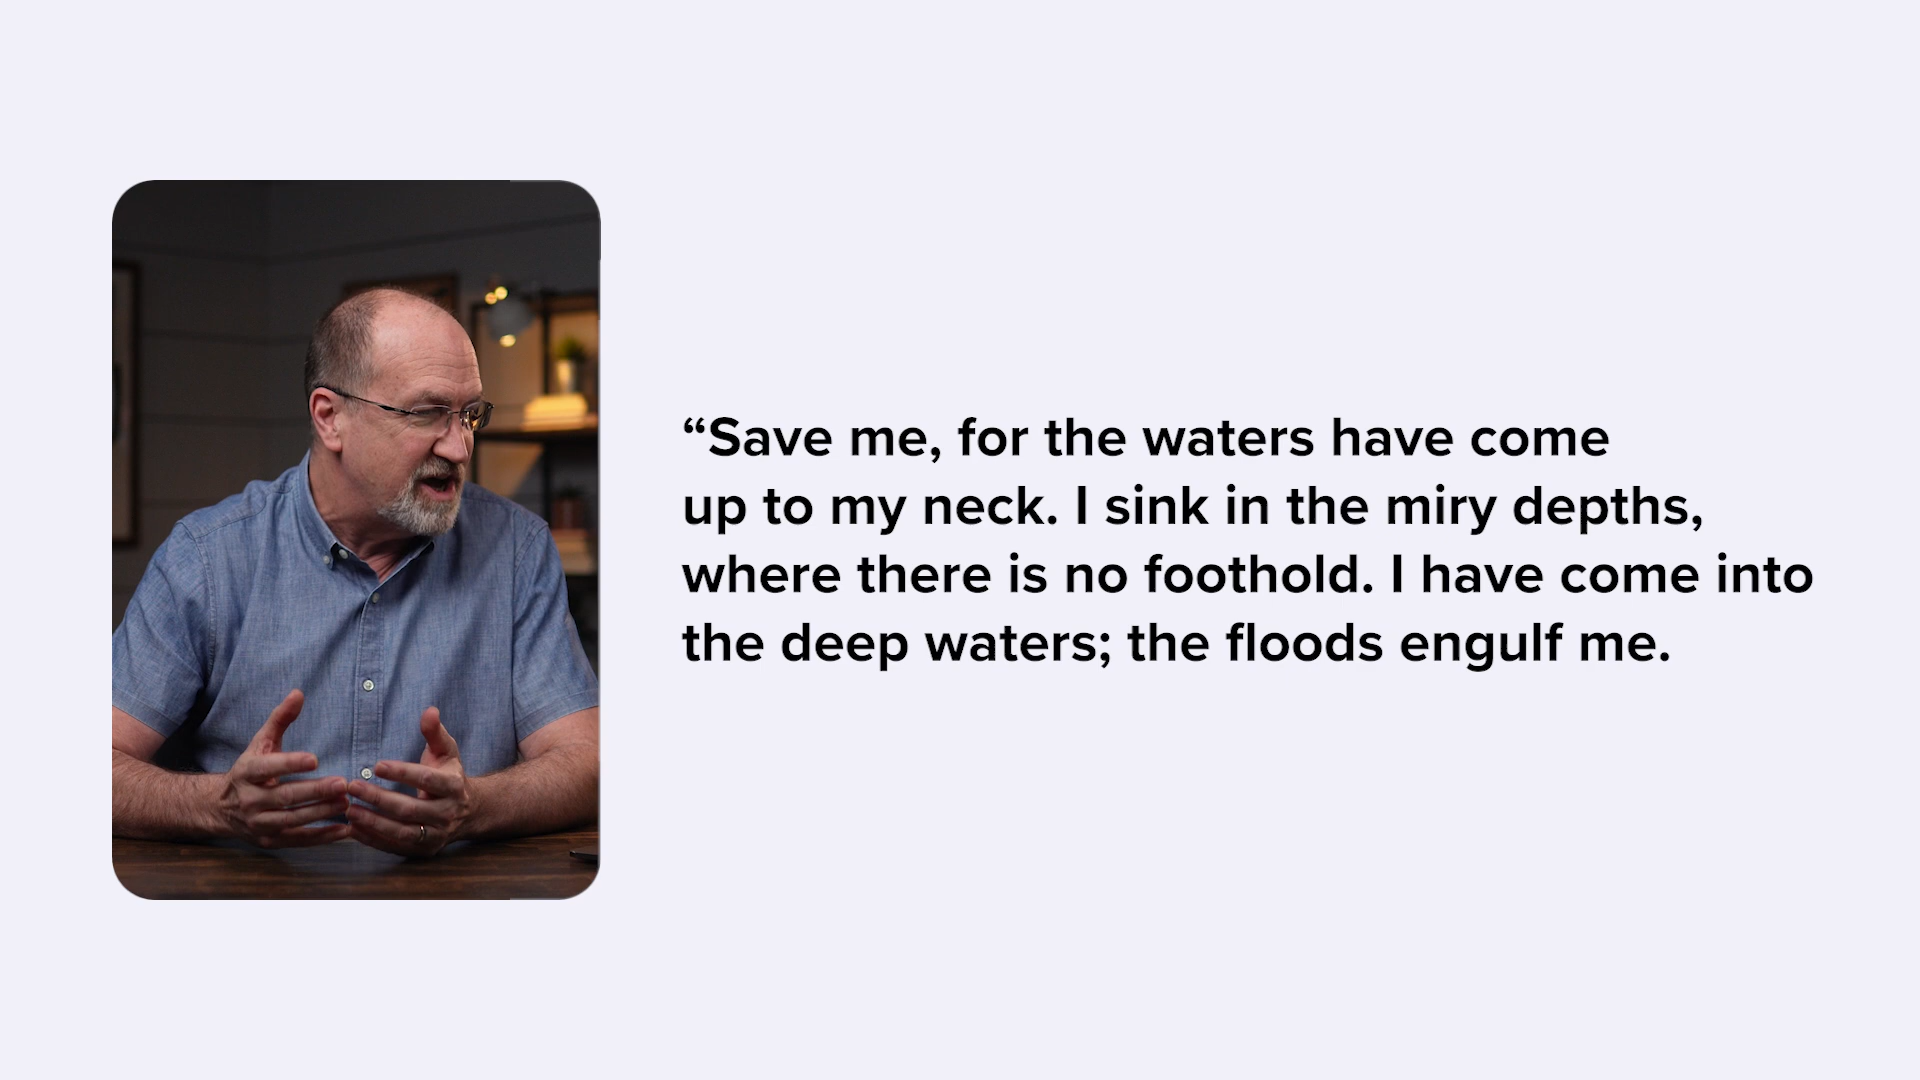 “Save me, for the waters have come
up to my neck. I sink in the miry depths,
where there is no foothold. I have come into
the deep waters; the floods engulf me.